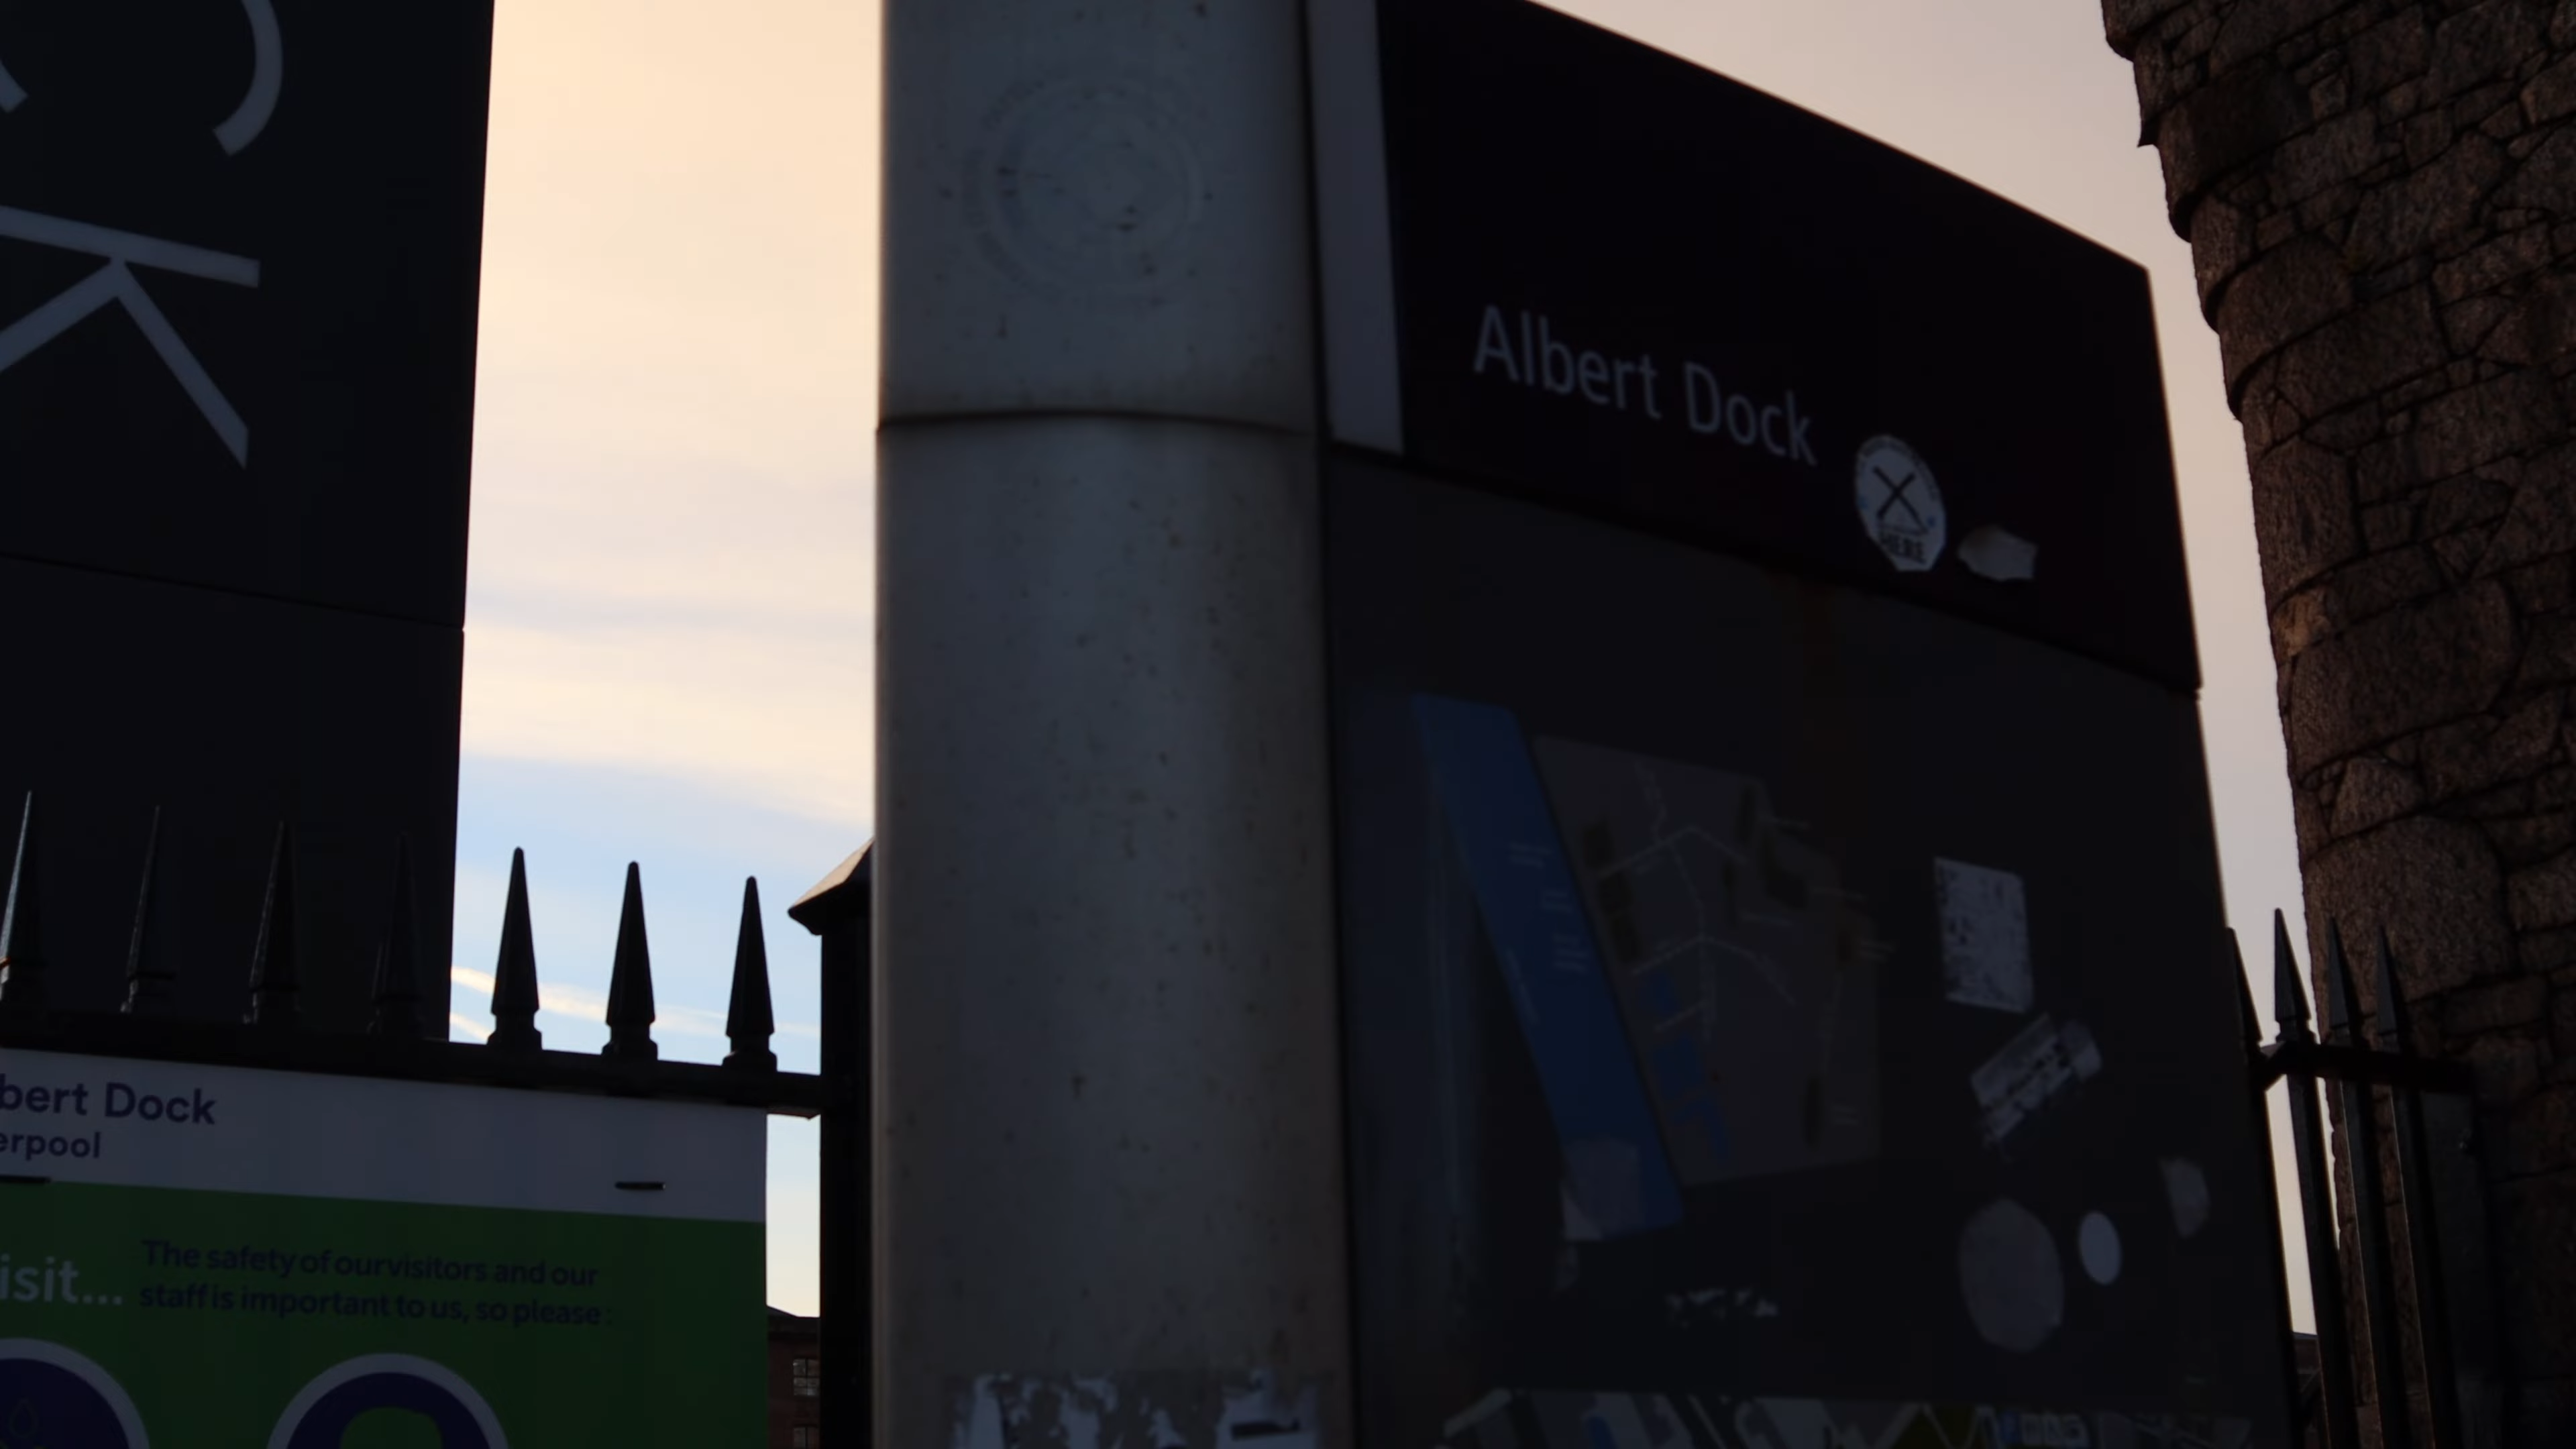 CK
Albert Dock
HERE
bert Dock
erpool
isit...
The safety of our visitors and our
staff is important to us, so please :